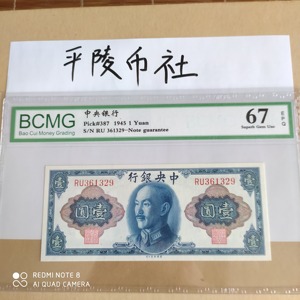 平陵币社
BCMG
Bao Cui Money Grading
中央银行
Pick#387 1945 1 Yuan
S/N RU 361329-Note guarantee
67
Superb Gem Unc
EPQ
行銀央中
RU361329
RU361329
壹
圓
壹
圓
REDMI NOTE 8
AI QUAD CAMERA